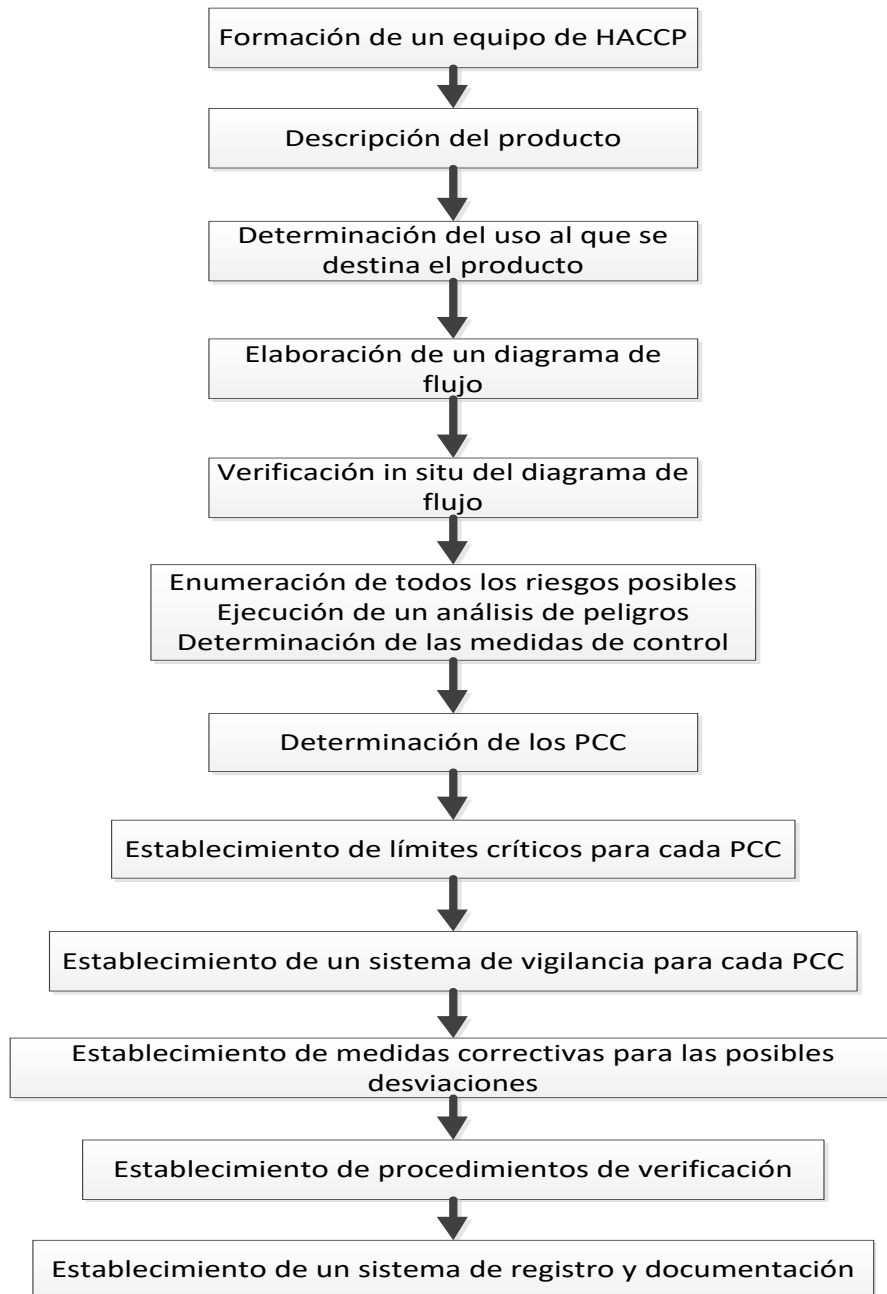 Formación de un equipo de HACCP
Descripción del producto
Determinación del uso al que se
destina el producto
Elaboración de un diagrama de
flujo
Verificación in situ del diagrama de
flujo
Enumeración de todos los riesgos posibles
Ejecución de un análisis de peligros
Determinación de las medidas de control
Determinación de los PCC
Establecimiento de límites críticos para cada PCC
Establecimiento de un sistema de vigilancia para cada PCC
Establecimiento de medidas correctivas para las posibles
desviaciones
Establecimiento de procedimientos de verificación
Establecimiento de un sistema de registro y documentación